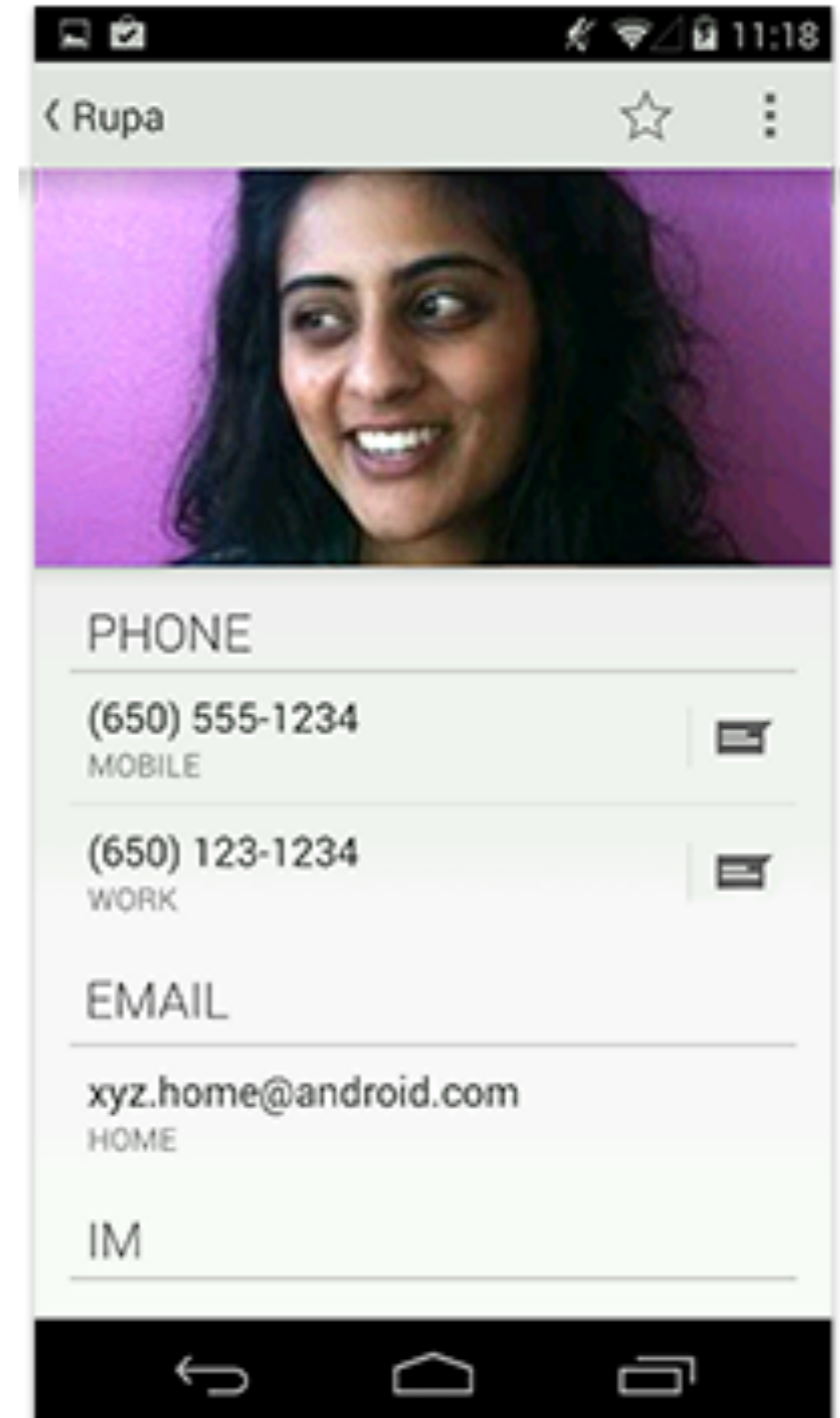 11:18
Rupa
PHONE
(650) 555-1234
MOBILE
(650) 123-1234
WORK
EMAIL
xyz.home@android.com
HOME
IM